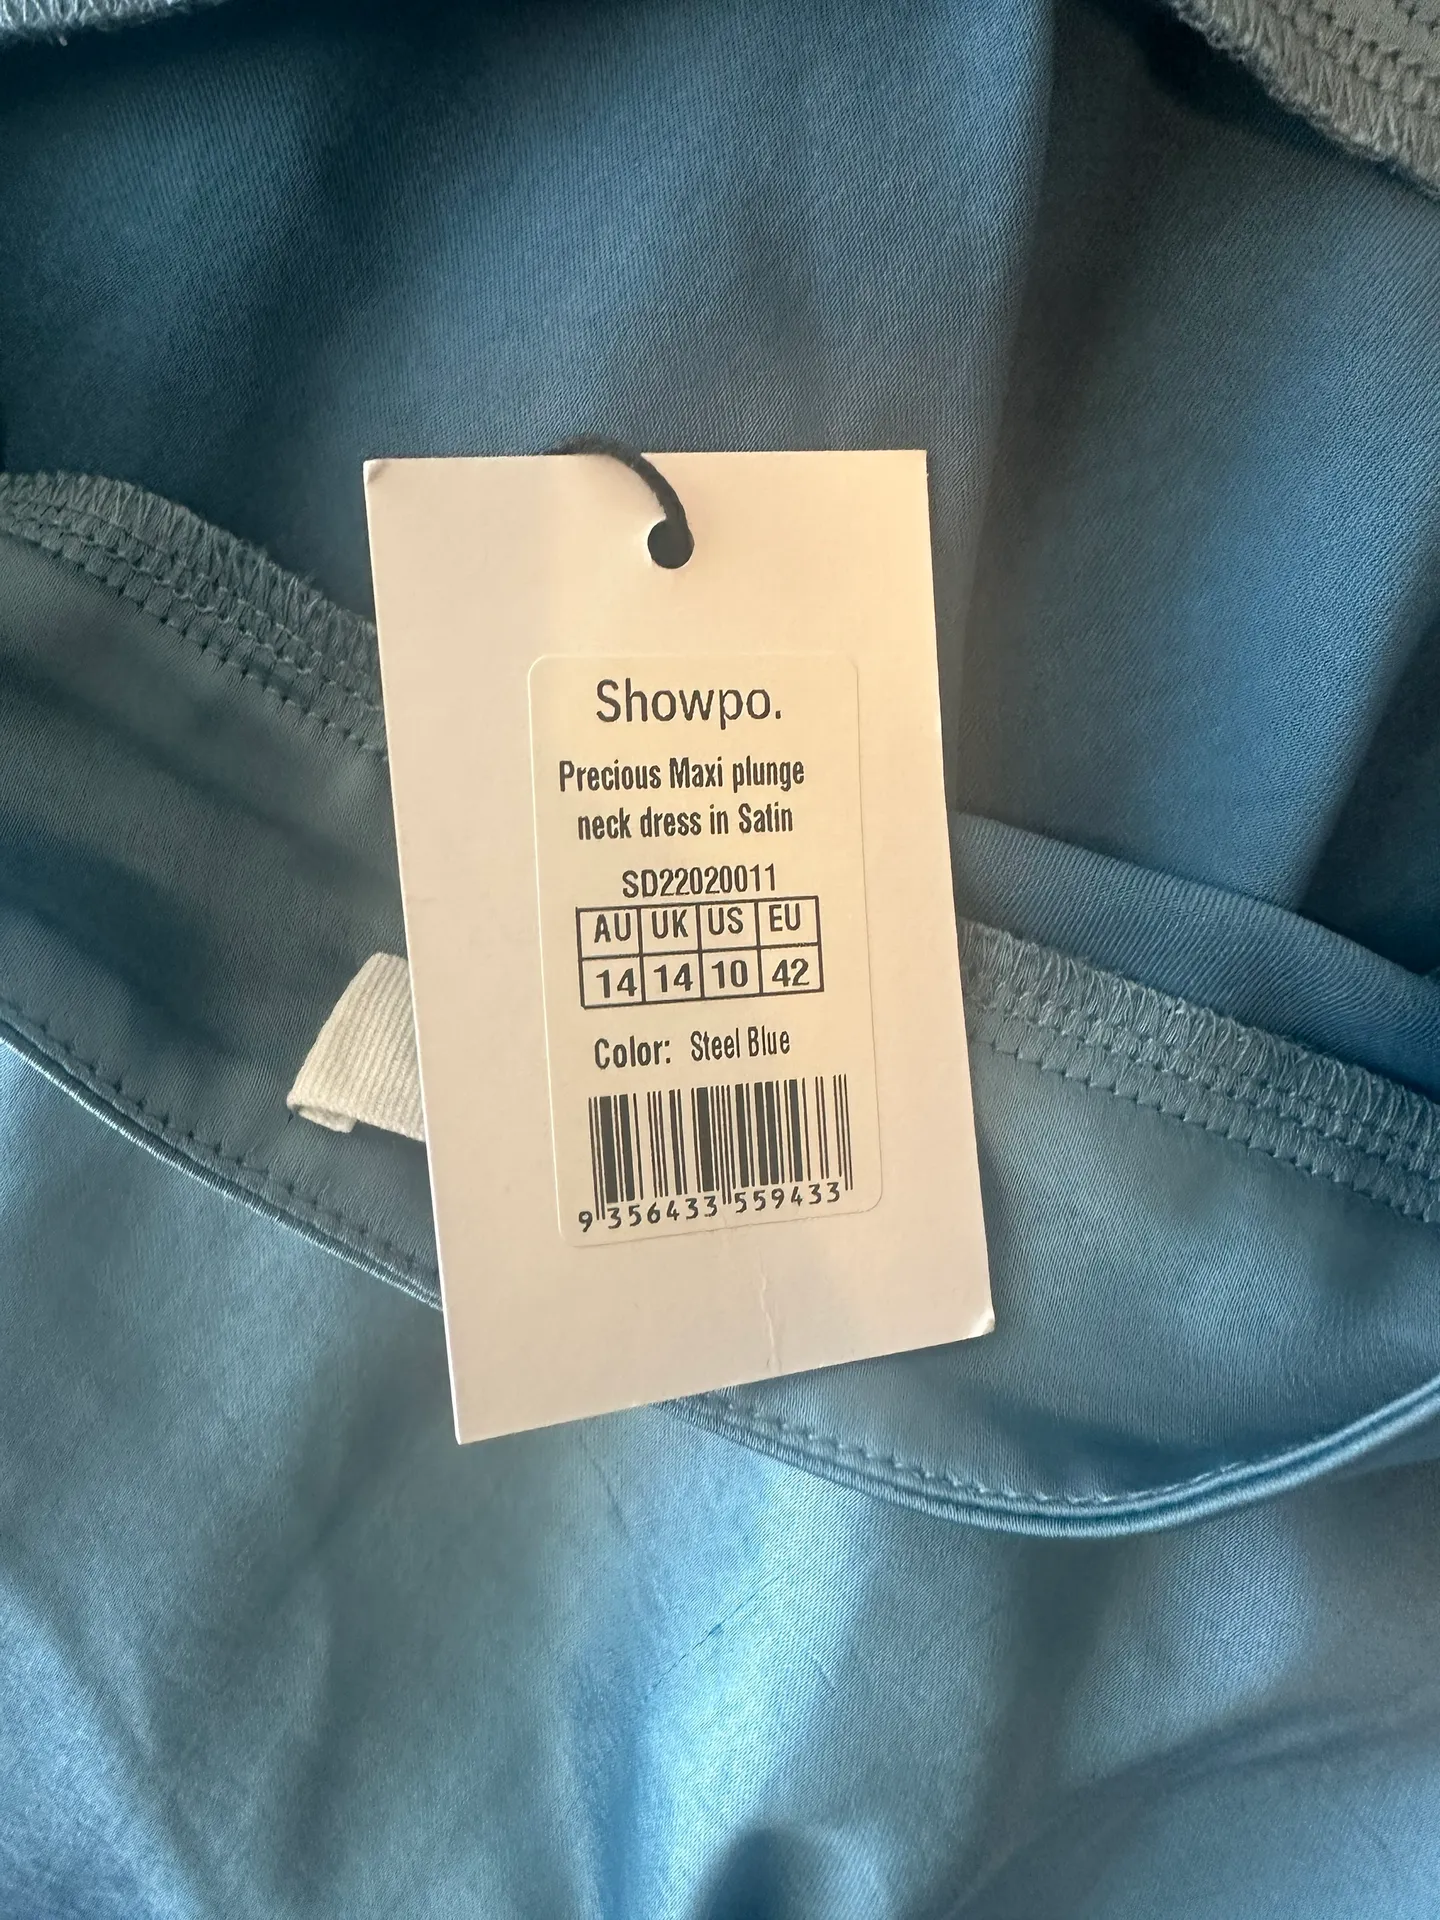 Showpo.
Precious Maxi plunge
neck dress in Satin
SD22020011
AU UK US EU
14 14 10 42
Color: Steel Blue
9 356433 559433